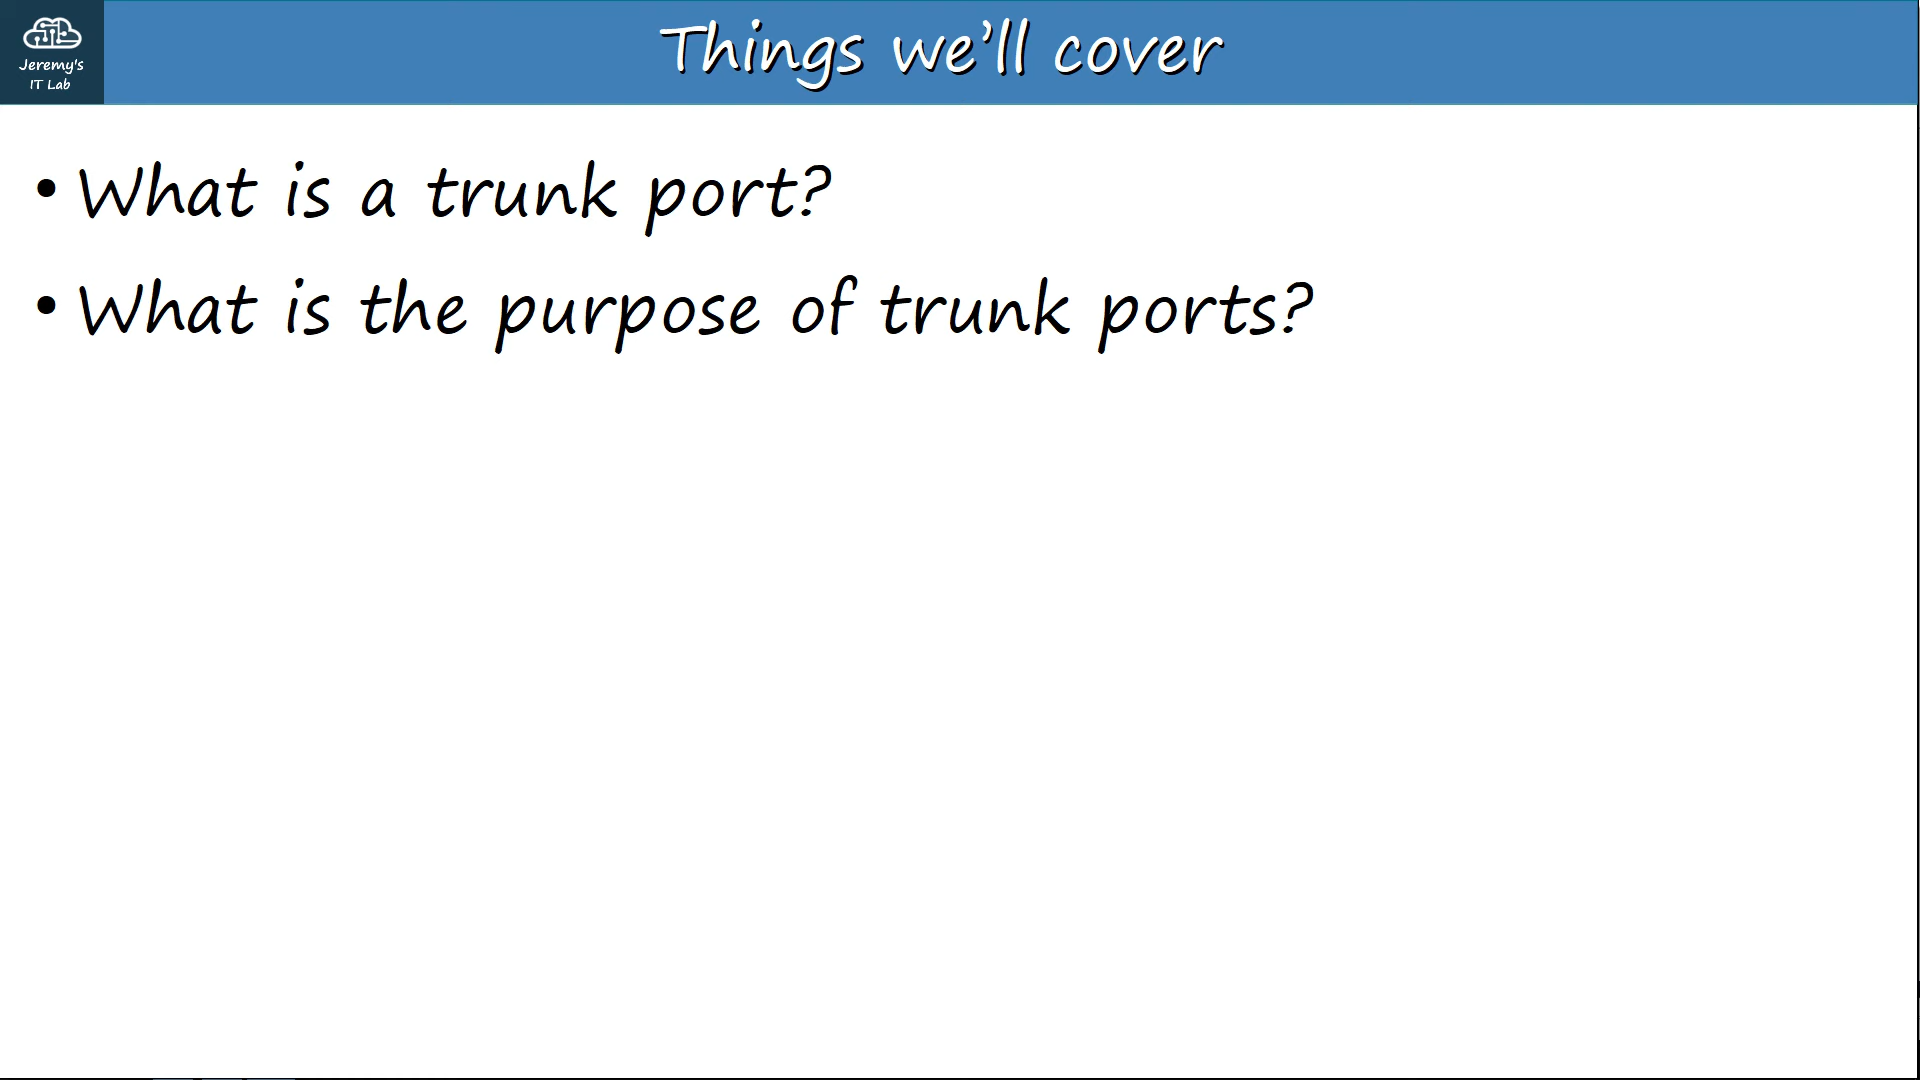 Jeremy's
IT Lab
Things we'll cover
• What is a trunk port?
• What is the purpose of trunk ports?